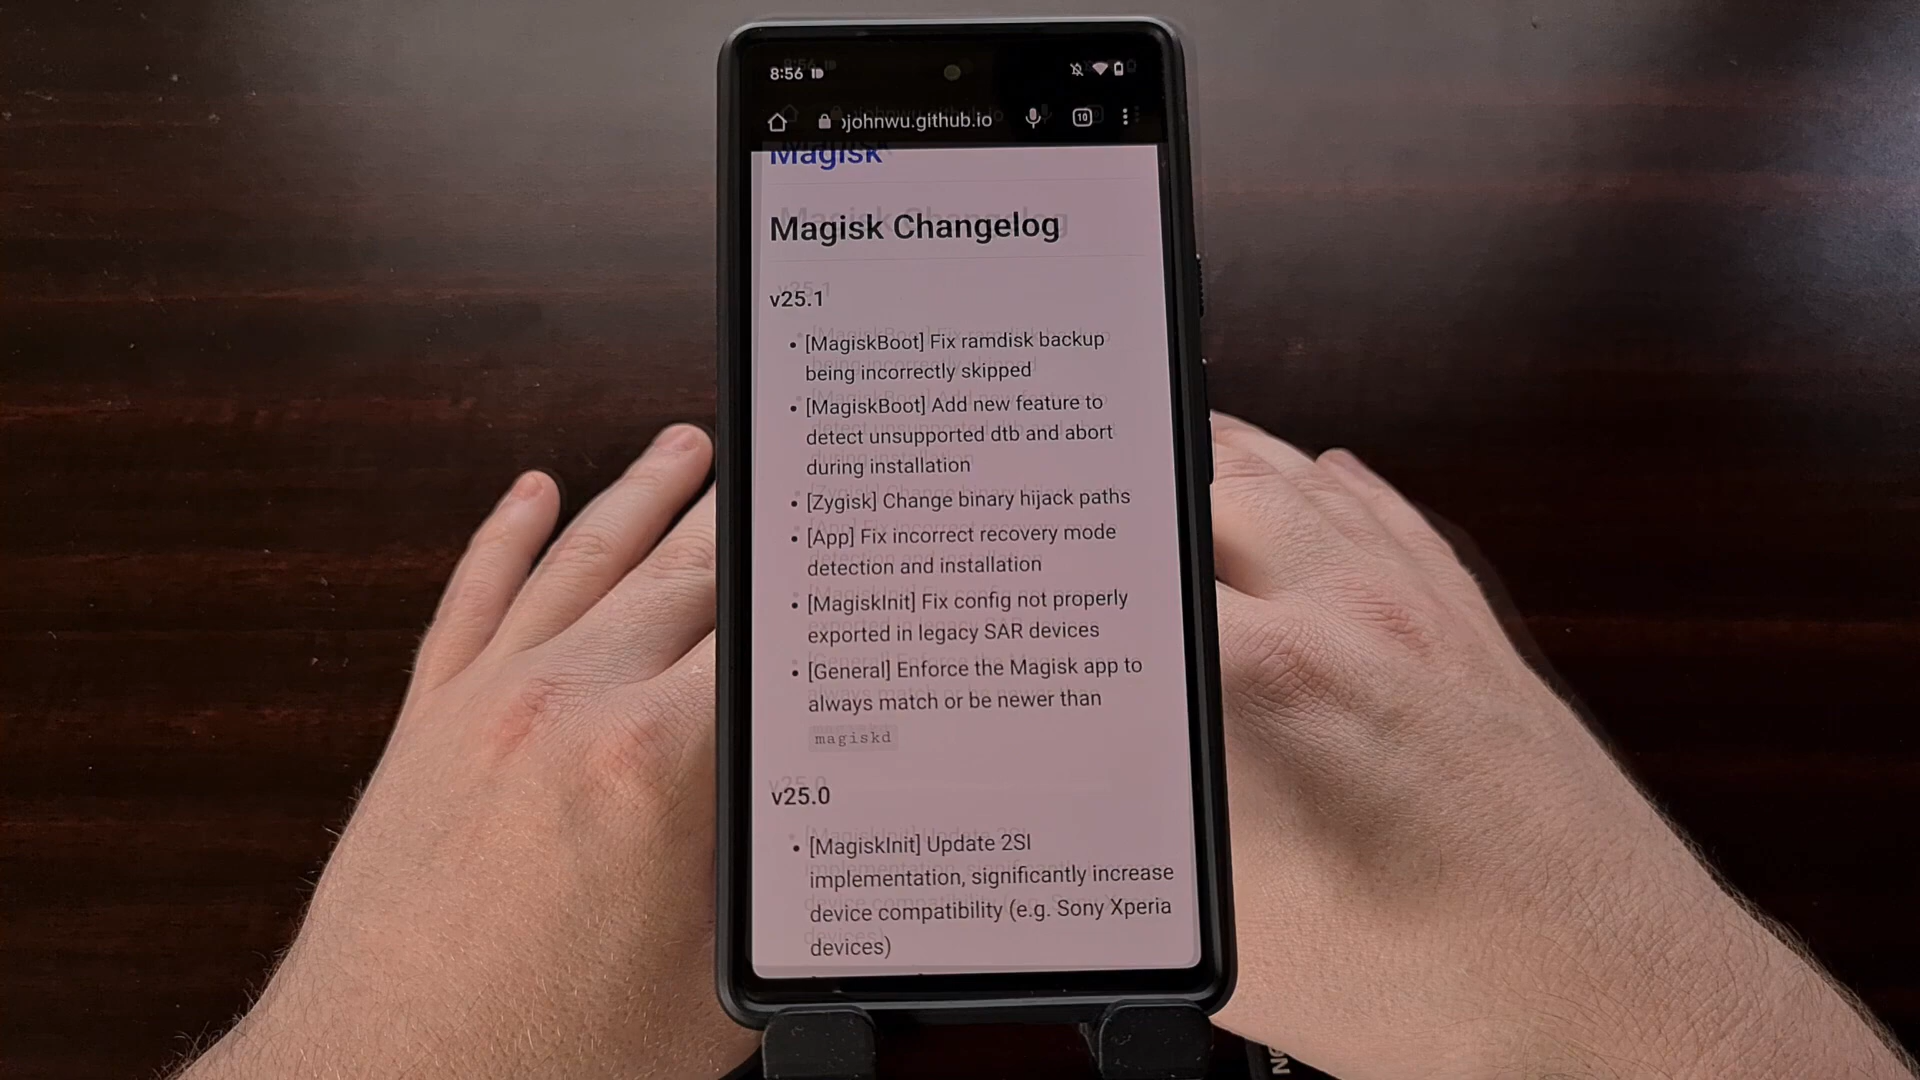 8:56
ojohnwu.github.io
10
Magisk
Magisk Changelog
v25.1
• [MagiskBoot] Fix ramdisk backup
being incorrectly skipped
• [MagiskBoot] Add new feature to
detect unsupported dtb and abort
during installation
• [Zygisk] Change binary hijack paths
• [App] Fix incorrect recovery mode
detection and installation
• [MagiskInit] Fix config not properly
exported in legacy SAR devices
• [General] Enforce the Magisk app to
always match or be newer than
magiskd
v25.0
• [MagiskInit] Update 2SI
implementation, significantly increase
device compatibility (e.g. Sony Xperia
devices)